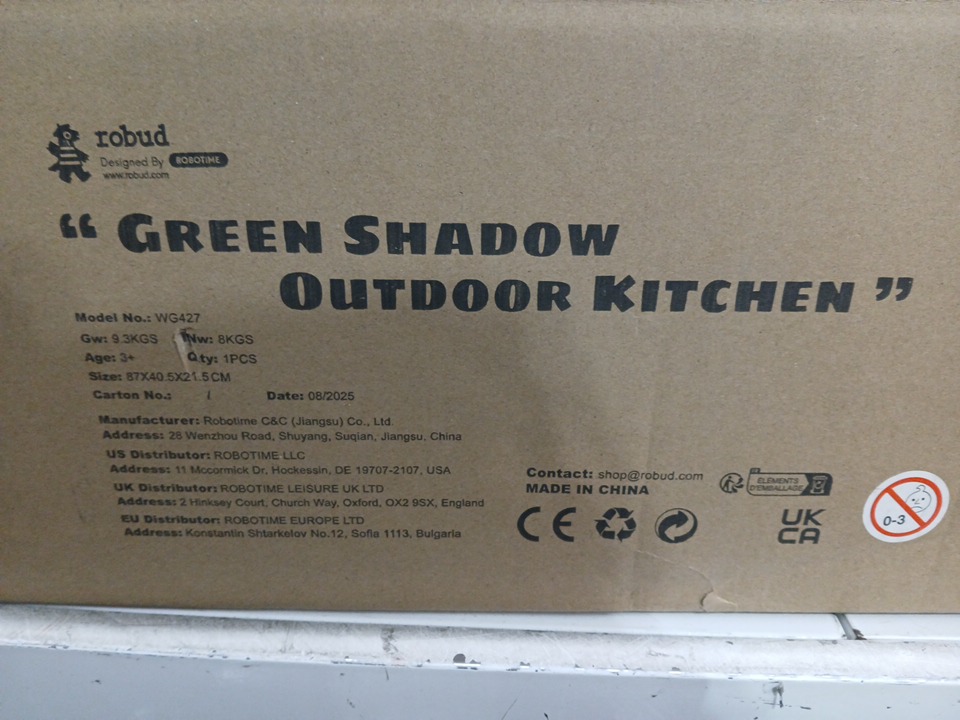 robud
Designed By ROBOTIME
www.robud.com
“ GREEN SHADOW
OUTDOOR KITCHEN ”
Model No.: WG427
Gw: 9.3KGS Nw: 8KGS
Age: 3+ Qty: 1PCS
Size: 87X40.5X21.5CM
Carton No.: / Date: 08/2025
Manufacturer: Robotime C&C (Jiangsu) Co., Ltd.
Address: 28 Wenzhou Road, Shuyang, Suqian, Jiangsu, China
US Distributor: ROBOTIME LLC
Address: 11 Mccormick Dr, Hockessin, DE 19707-2107, USA
UK Distributor: ROBOTIME LEISURE UK LTD
Address: 2 Hinksey Court, Church Way, Oxford, OX2 9SX, England
EU Distributor: ROBOTIME EUROPE LTD
Address: Konstantin Shtarkelov No.12, Sofia 1113, Bulgaria
Contact: shop@robud.com
MADE IN CHINA
ÉLÉMENTS
D'EMBALLAGE
CE
UK
CA
0-3